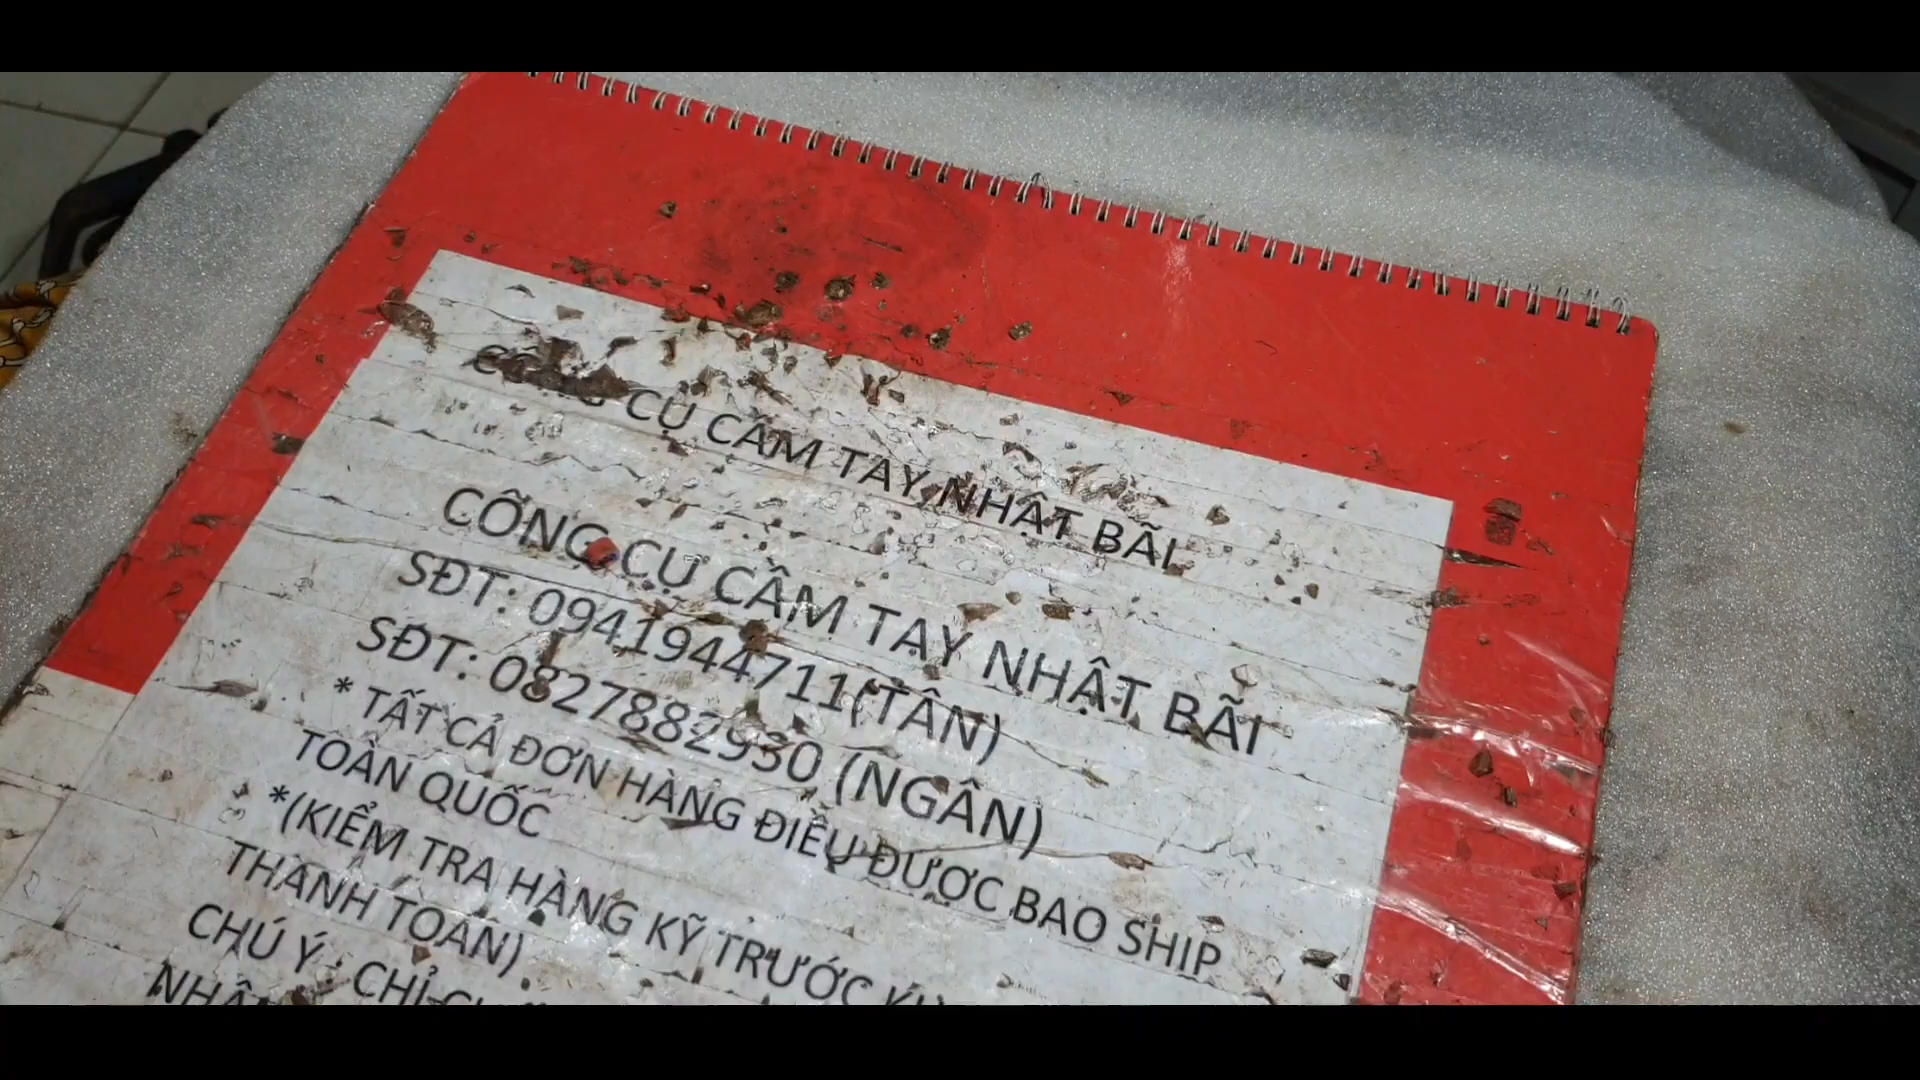 CÔNG CỤ CẦM TAY NHẬT BÃI
CÔNG CỤ CẦM TAY NHẬT BÃI
SĐT: 0941944711(TÂN)
SĐT: 0827882930 (NGÂN)
* TẤT CẢ ĐƠN HÀNG ĐIỀU ĐƯỢC BAO SHIP
TOÀN QUỐC
*(KIỂM TRA HÀNG KỸ TRƯỚC
THANH TOÁN)
CHÚ Ý : CHỈ